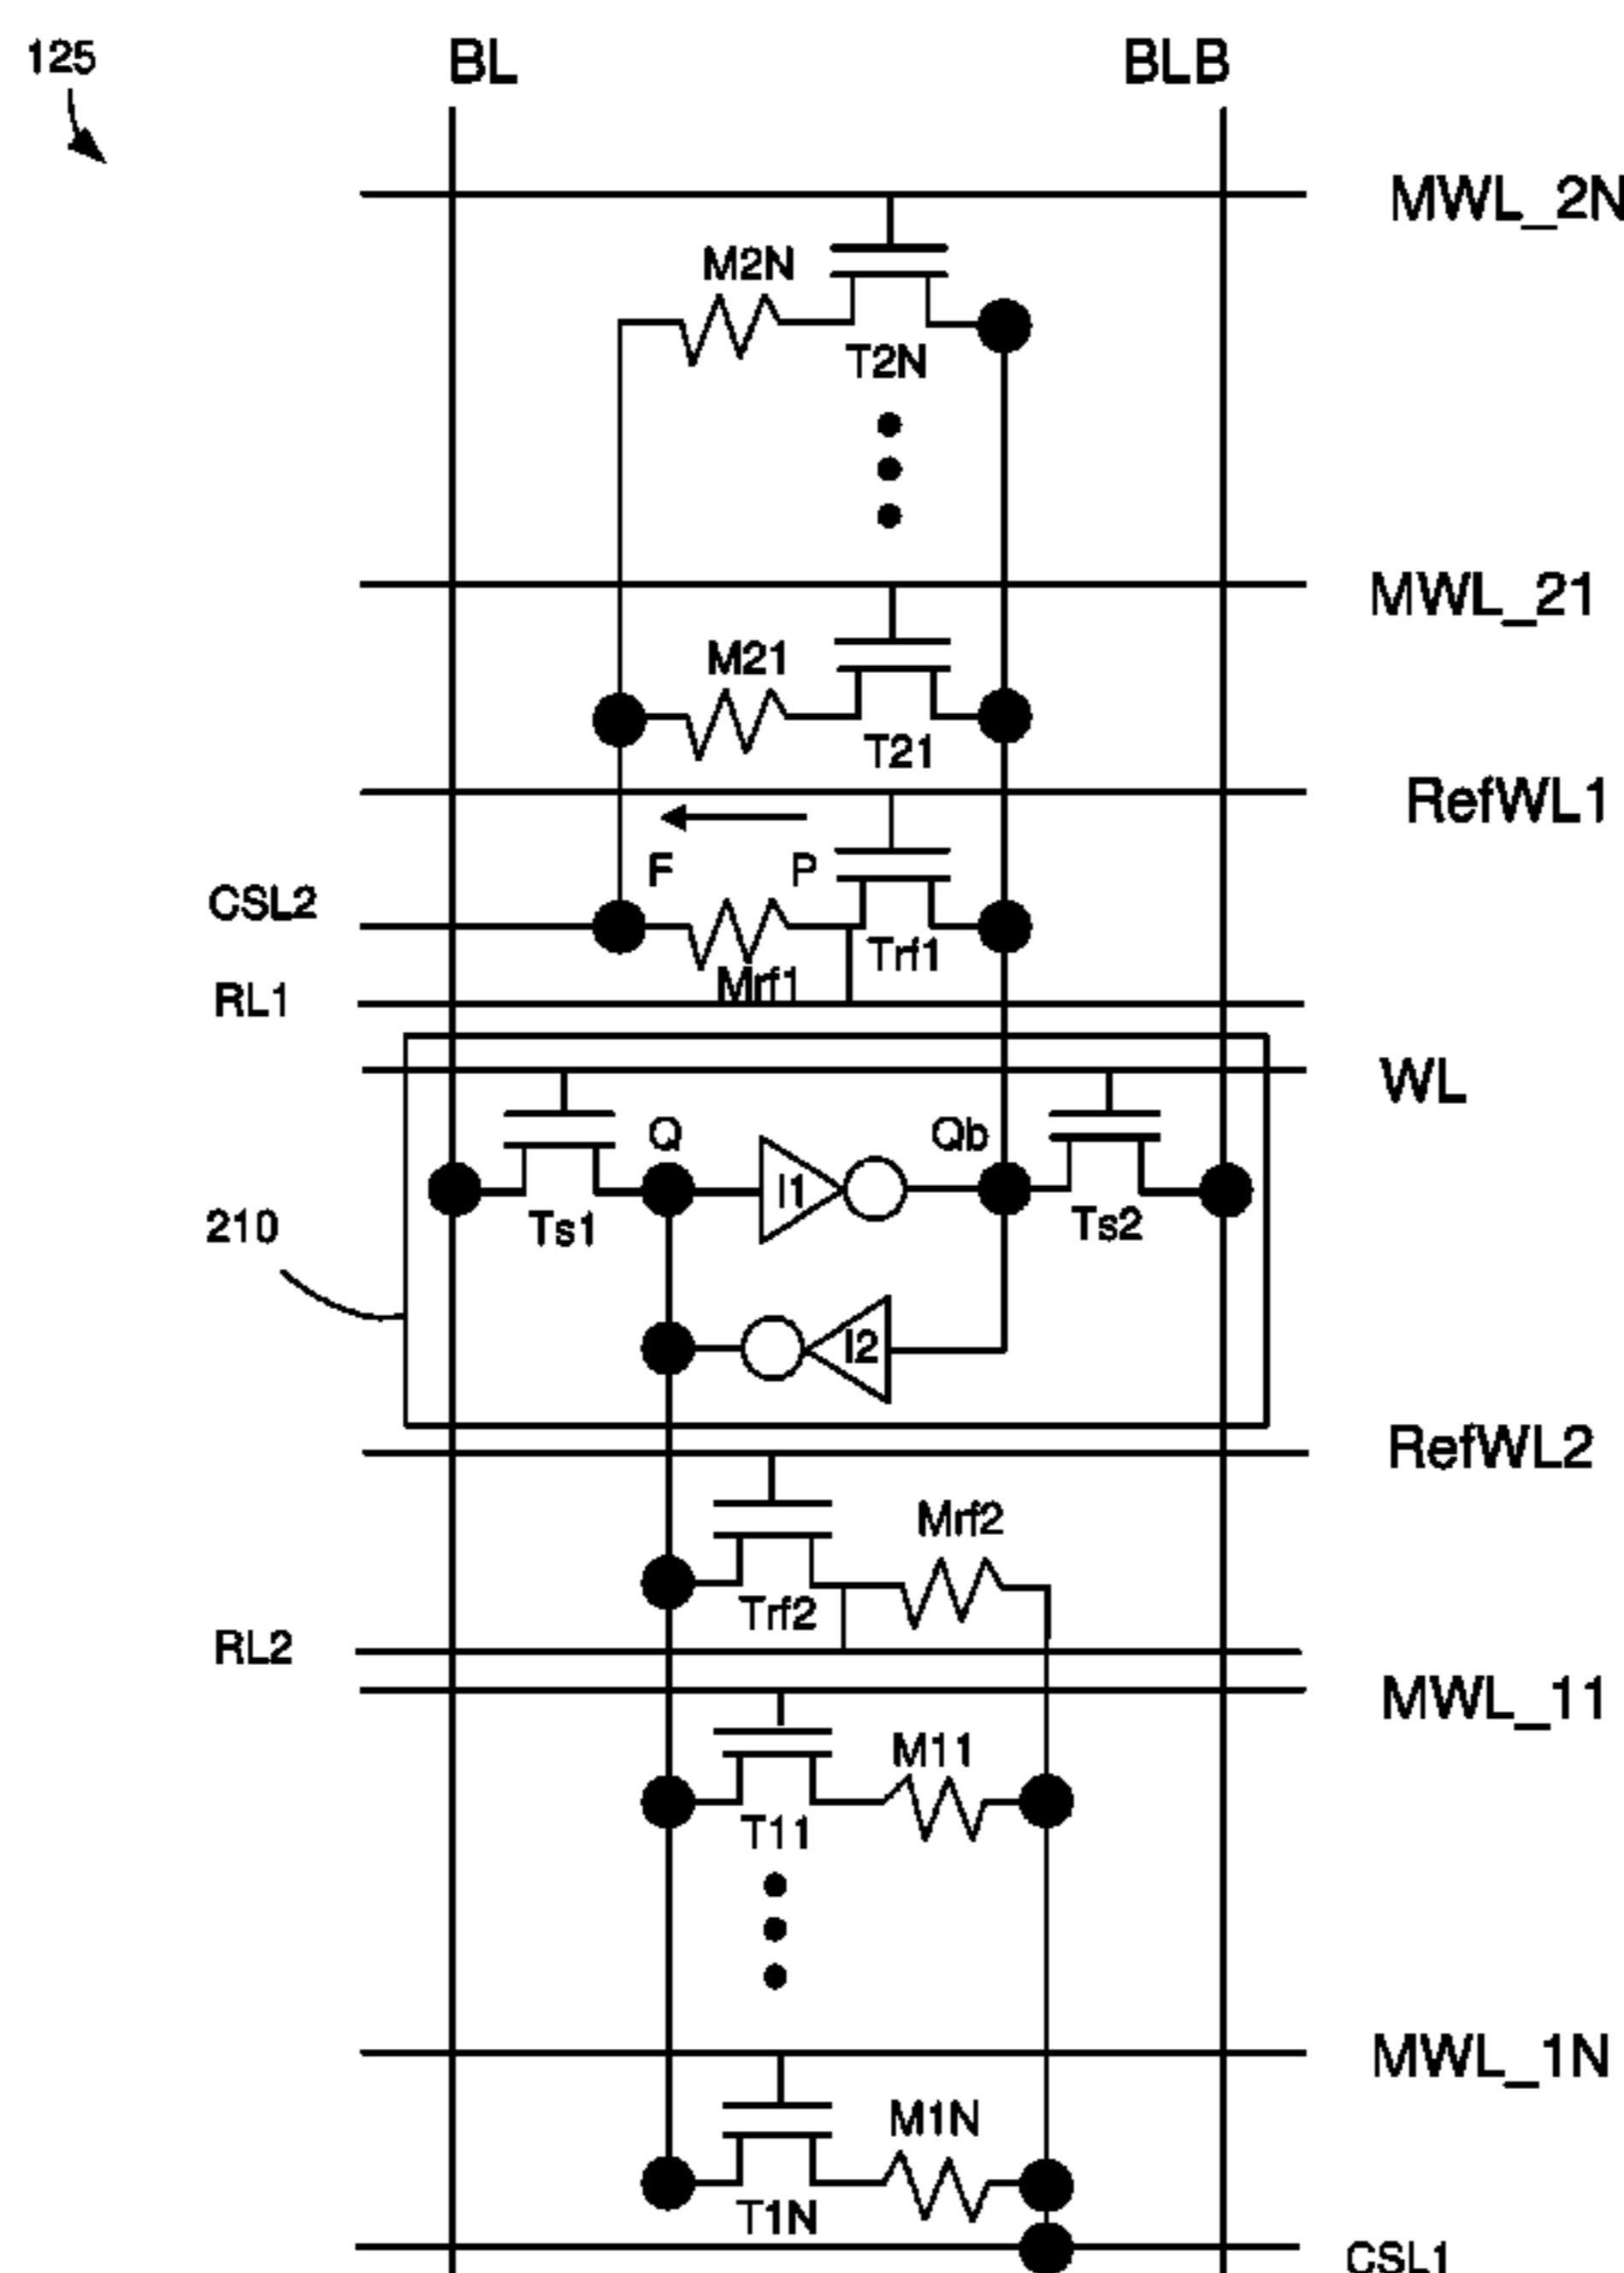 125
BL
BLB
MWL_2N
M2N
T2N
MWL_21
M21
T21
RefWL1
F
P
CSL2
Trf1
Mrf1
RL1
WL
Q
Qb
I1
Ts1
Ts2
210
I2
RefWL2
Mrf2
Trf2
RL2
MWL_11
M11
T11
MWL_1N
M1N
T1N
CSL1